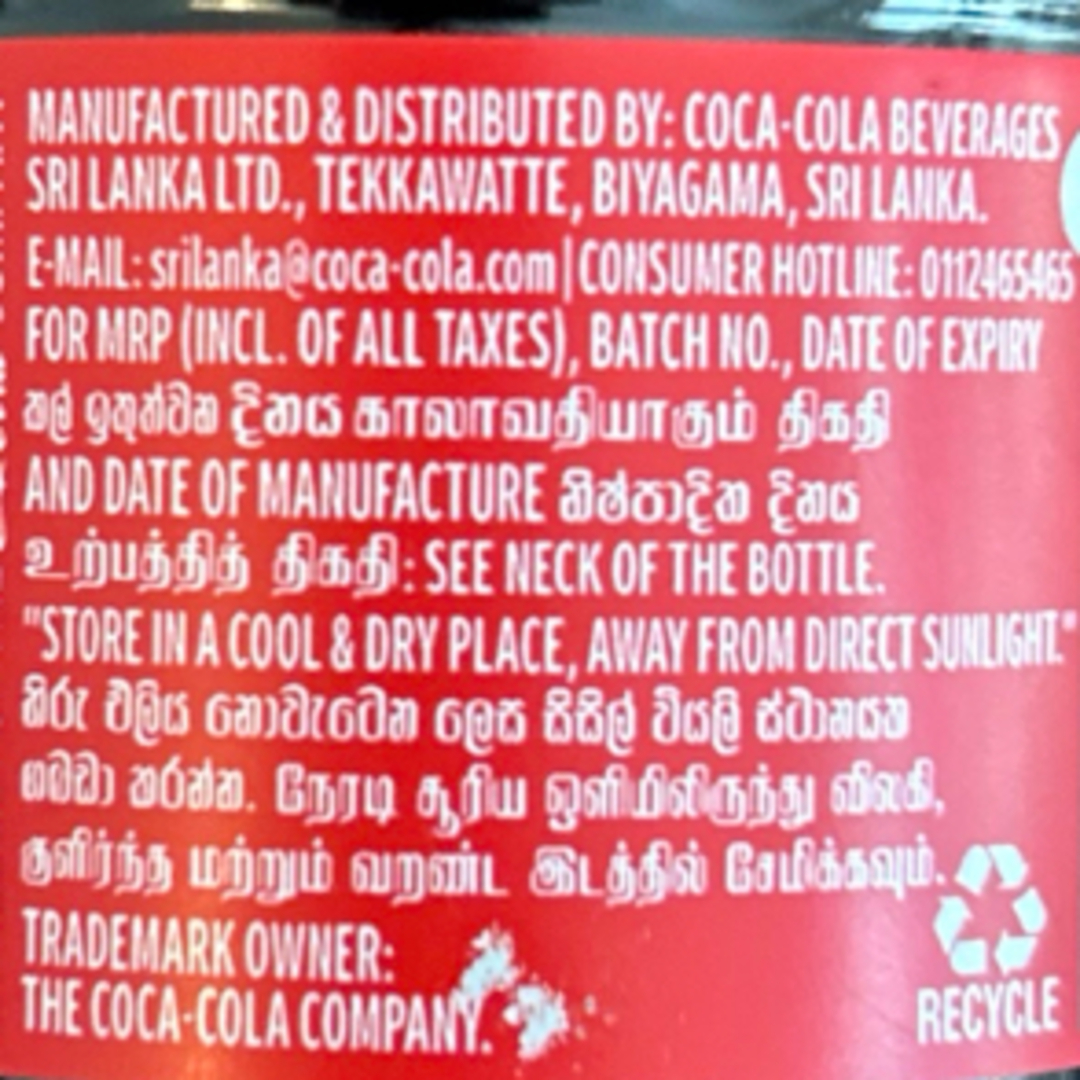 MANUFACTURED & DISTRIBUTED BY: COCA-COLA BEVERAGES
SRI LANKA LTD., TEKKAWATTE, BIYAGAMA, SRI LANKA.
E-MAIL: srilanka@coca-cola.com | CONSUMER HOTLINE: 0112465465
FOR MRP (INCL. OF ALL TAXES), BATCH NO., DATE OF EXPIRY
කල් ඉකුත්වන දිනය காலாவதியாகும் திகதி
AND DATE OF MANUFACTURE නිෂ්පාදිත දිනය
உற்பத்தித் திகதி: SEE NECK OF THE BOTTLE.
"STORE IN A COOL & DRY PLACE, AWAY FROM DIRECT SUNLIGHT."
හිරු එළිය නොවැටෙන ලෙස සිසිල් වියලි ස්ථානයක
ගබඩා කරන්න. நேரடி சூரிய ஒளியிலிருந்து விலகி,
குளிர்ந்த மற்றும் வறண்ட இடத்தில் சேமிக்கவும்.
TRADEMARK OWNER:
THE COCA-COLA COMPANY.
RECYCLE